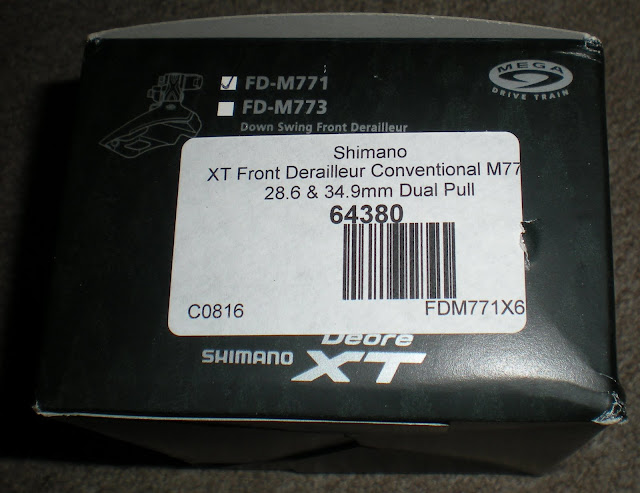 FD-M771
FD-M773
Down Swing Front Derailleur
MEGA
9
DRIVE TRAIN
Shimano
XT Front Derailleur Conventional M77
28.6 & 34.9mm Dual Pull
64380
C0816
FDM771X6
Deore
SHIMANO XT